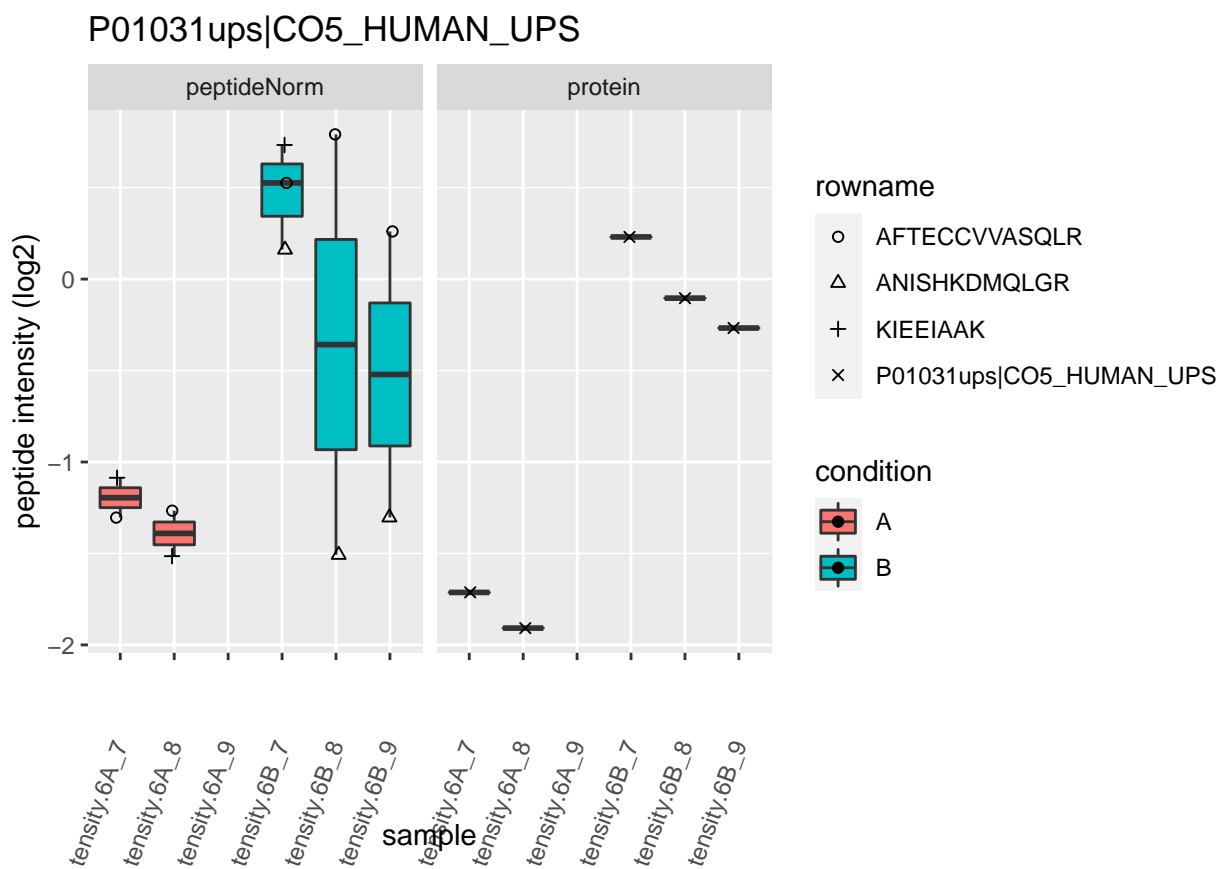 P01031ups|CO5_HUMAN_UPS
peptideNorm
protein
peptide intensity (log2)
0
−1
−2
tensity.6A_7
tensity.6A_8
tensity.6A_9
tensity.6B_7
tensity.6B_8
tensity.6B_9
tensity.6A_7
tensity.6A_8
tensity.6A_9
tensity.6B_7
tensity.6B_8
tensity.6B_9
sample
rowname
AFTECCVVASQLR
ANISHKDMQLGR
KIEEIAAK
P01031ups|CO5_HUMAN_UPS
condition
A
B